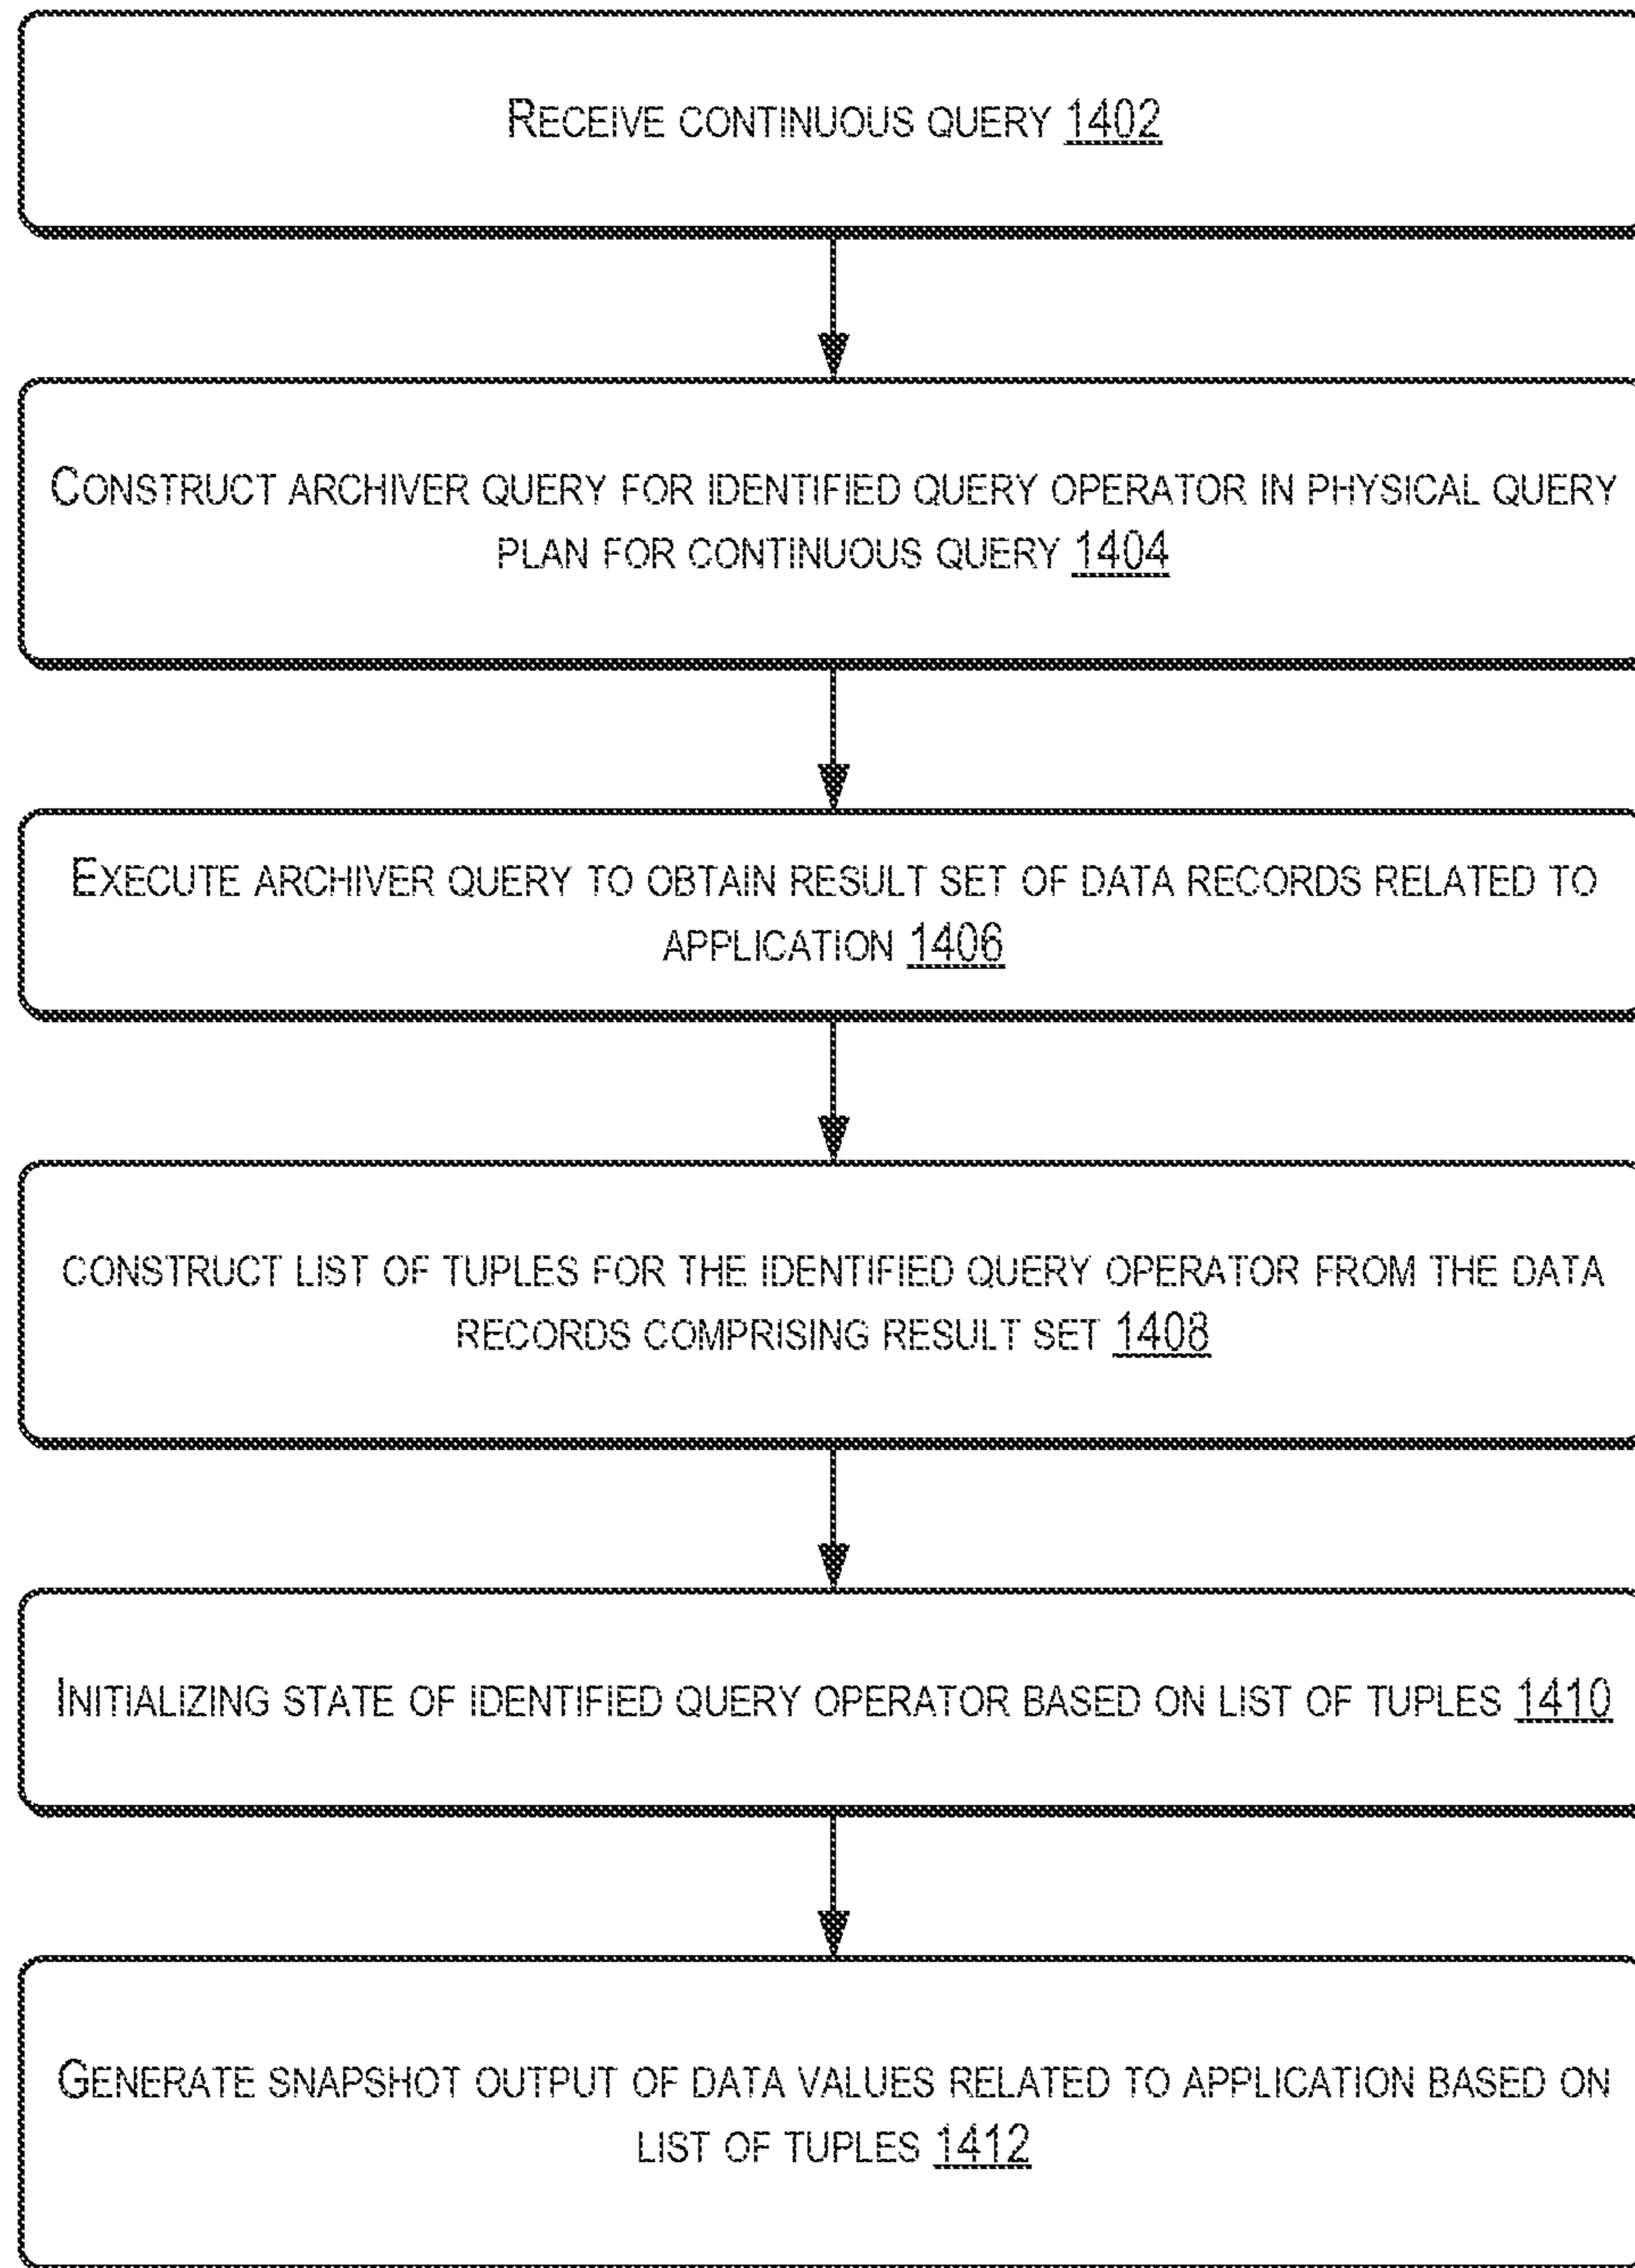 RECEIVE CONTINUOUS QUERY 1402
CONSTRUCT ARCHIVER QUERY FOR IDENTIFIED QUERY OPERATOR IN PHYSICAL QUERY
PLAN FOR CONTINUOUS QUERY 1404
EXECUTE ARCHIVER QUERY TO OBTAIN RESULT SET OF DATA RECORDS RELATED TO
APPLICATION 1406
CONSTRUCT LIST OF TUPLES FOR THE IDENTIFIED QUERY OPERATOR FROM THE DATA
RECORDS COMPRISING RESULT SET 1408
INITIALIZING STATE OF IDENTIFIED QUERY OPERATOR BASED ON LIST OF TUPLES 1410
GENERATE SNAPSHOT OUTPUT OF DATA VALUES RELATED TO APPLICATION BASED ON
LIST OF TUPLES 1412